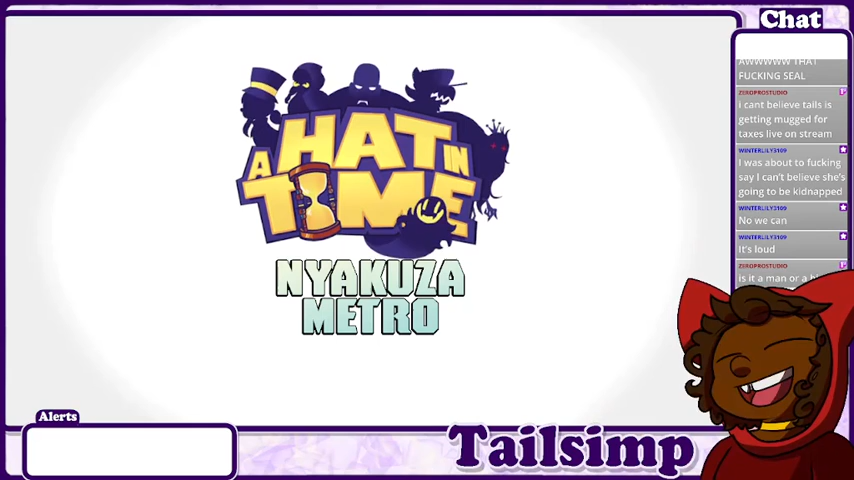 Chat
AWWWWW THAT
FUCKING SEAL
ZEROPROSTUDIO
i cant believe tails is
getting mugged for
taxes live on stream
WINTERLILY3109
I was about to fucking
say I can't believe she's
going to be kidnapped
WINTERLILY3109
No we can
WINTERLILY3109
It's loud
ZEROPROSTUDIO
is it a man or a
A HAT IN
TIME
NYAKUZA
METRO
Alerts
Tailsimp